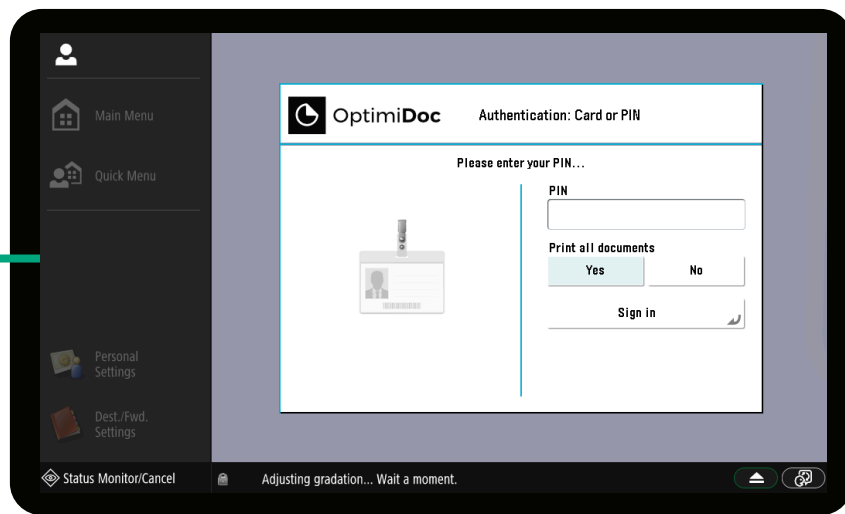 Main Menu
Quick Menu
Personal
Settings
Dest./Fwd.
Settings
OptimiDoc
Authentication: Card or PIN
Please enter your PIN...
PIN
Print all documents
Yes
No
Sign in
Status Monitor/Cancel
Adjusting gradation... Wait a moment.